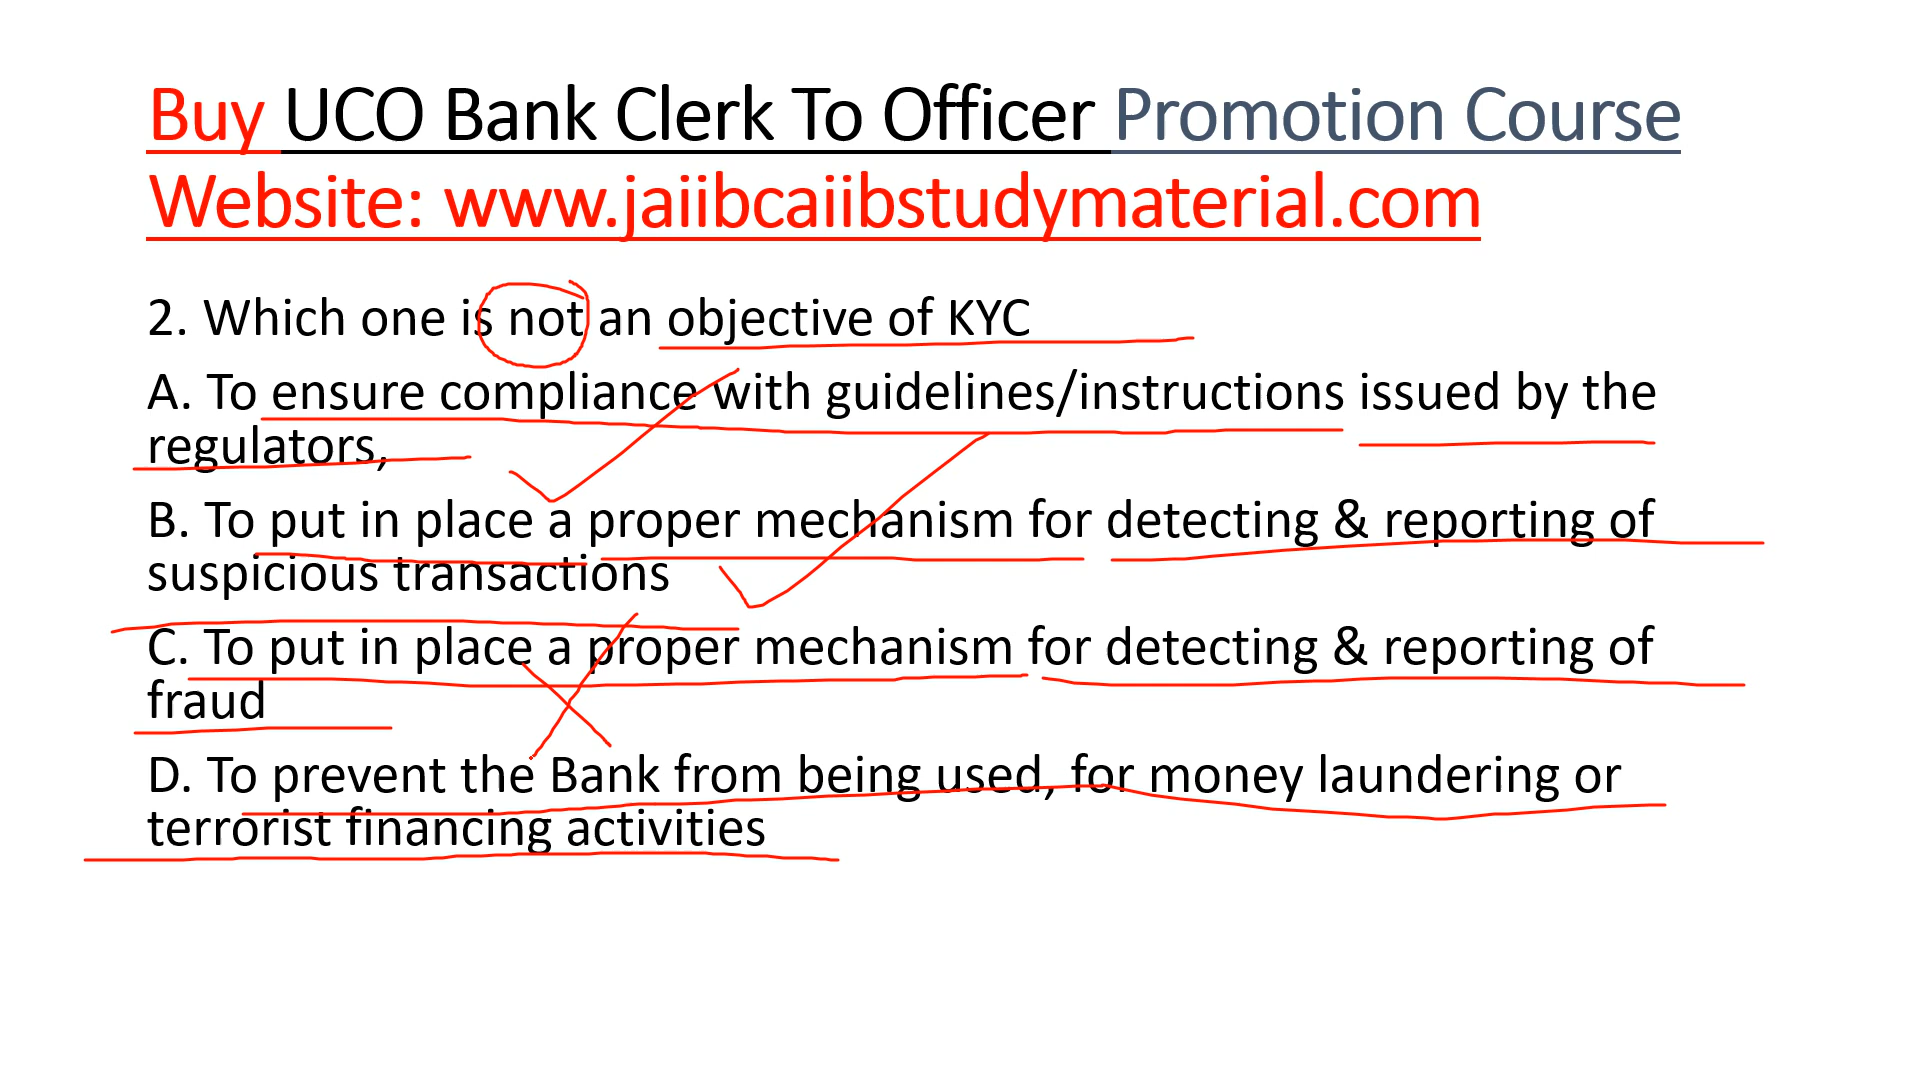 Buy UCO Bank Clerk To Officer Promotion Course
Website: www.jaiibcaiibstudymaterial.com
2. Which one is not an objective of KYC
A. To ensure compliance with guidelines/instructions issued by the
regulators,
B. To put in place a proper mechanism for detecting & reporting of
suspicious transactions
C. To put in place a proper mechanism for detecting & reporting of
fraud
D. To prevent the Bank from being used, for money laundering or
terrorist financing activities